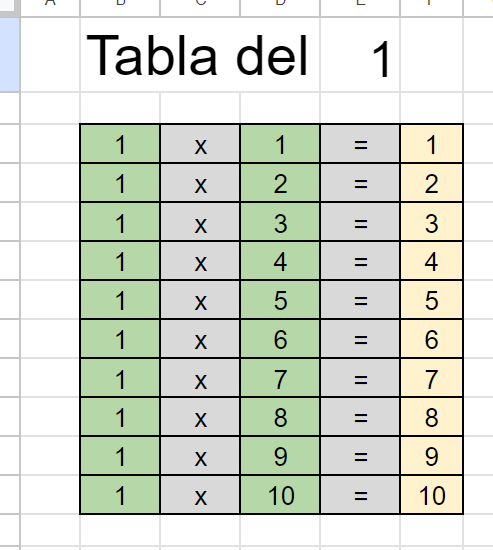 Tabla del 1
1 x 1 = 1
1 x 2 = 2
1 x 3 = 3
1 x 4 = 4
1 x 5 = 5
1 x 6 = 6
1 x 7 = 7
1 x 8 = 8
1 x 9 = 9
1 x 10 = 10